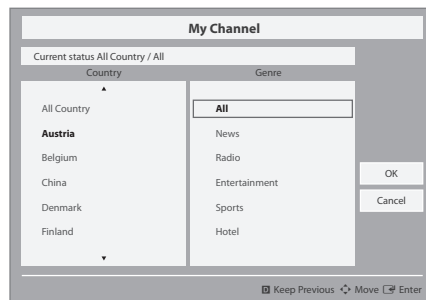 My Channel
Current status All Country / All
Country
Genre
All Country
Austria
Belgium
China
Denmark
Finland
All
News
Radio
Entertainment
Sports
Hotel
OK
Cancel
D Keep Previous Move Enter